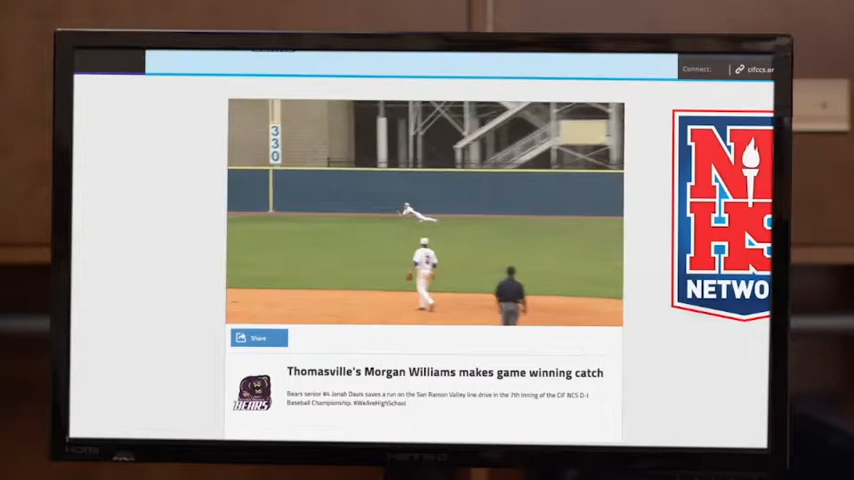 Connect:
cifccs.or
330
NFHS
NETWO
Share
Thomasville's Morgan Williams makes game winning catch
BEARS
Bears senior #4 Jonah Davis saves a run on the San Ramon Valley line drive in the 7th inning of the CIF NCS D-I
Baseball Championship. #WeAreHighSchool
HDMI